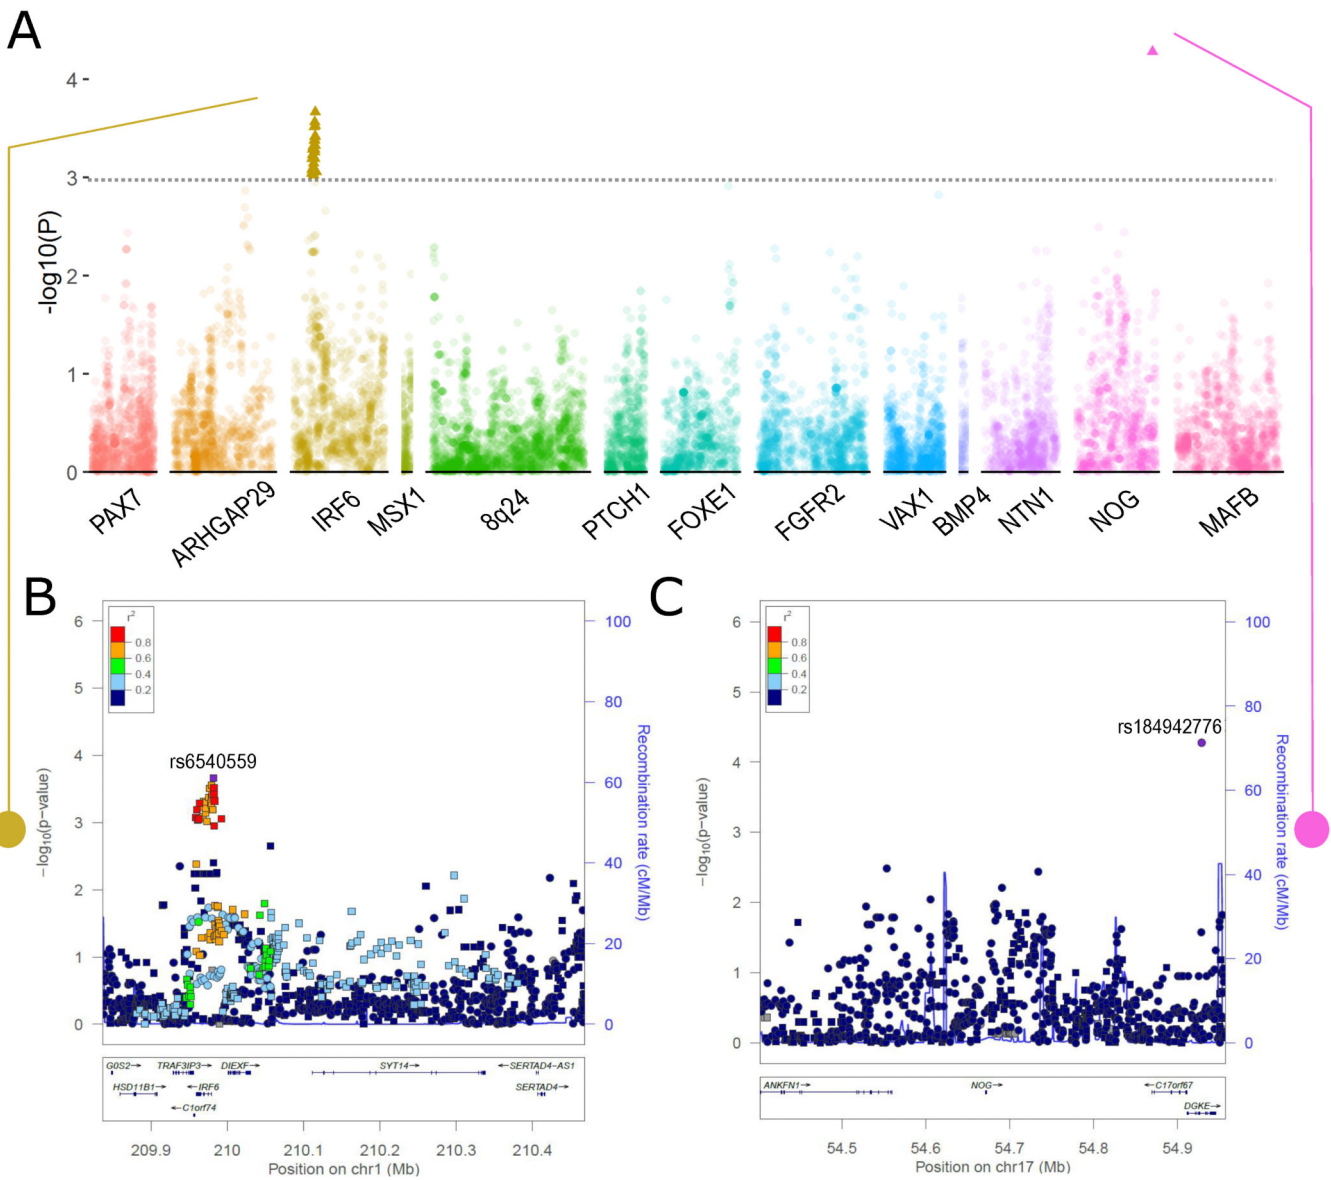 A
4
3
2
1
0
-log10(P)
PAX7
ARHGAP29
IRF6
MSX1
8q24
PTCH1
FOXE1
FGFR2
VAX1
BMP4
NTN1
NOG
MAFB
B
r2
0.8
0.6
0.4
0.2
6
5
4
3
2
1
0
−log10(p−value)
100
80
60
40
20
0
Recombination rate (cM/Mb)
rs6540559
G0S2→
TRAF3IP3→
DIEXF→
SYT14→
←SERTAD4−AS1
HSD11B1→
←IRF6
SERTAD4→
←C1orf74
209.9
210
210.1
210.2
210.3
210.4
Position on chr1 (Mb)
C
r2
0.8
0.6
0.4
0.2
6
5
4
3
2
1
0
−log10(p−value)
100
80
60
40
20
0
Recombination rate (cM/Mb)
rs184942776
ANKFN1→
NOG→
←C17orf67
DGKE→
54.5
54.6
54.7
54.8
54.9
Position on chr17 (Mb)